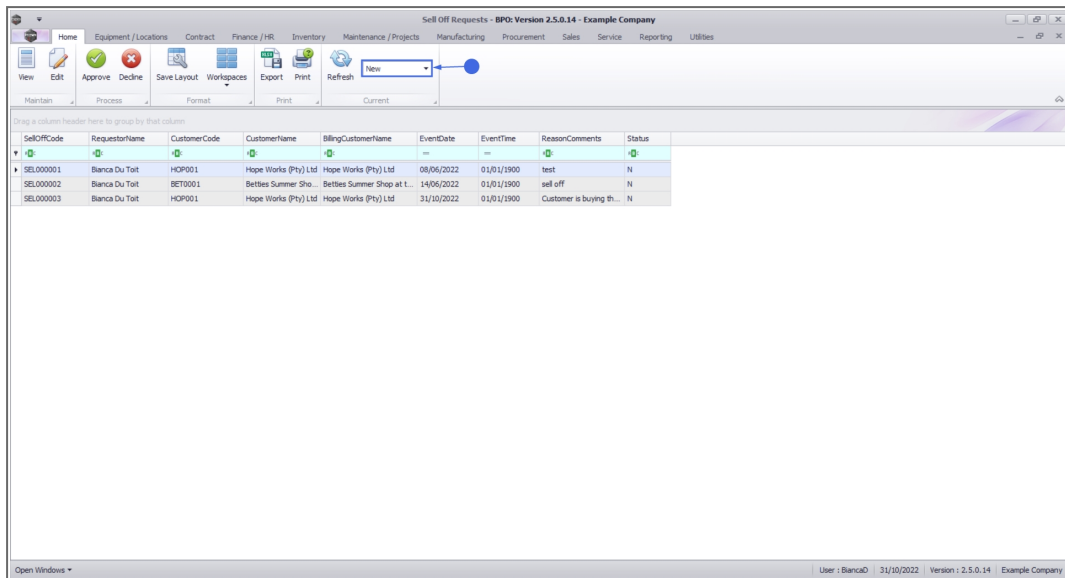 Sell Off Requests - BPO: Version 2.5.0.14 - Example Company
Home Equipment / Locations Contract Finance / HR Inventory Maintenance / Projects Manufacturing Procurement Sales Service Reporting Utilities
View Edit Approve Decline Save Layout Workspaces Export Print Refresh New
Maintain Process Format Print Current
Drag a column header here to group by that column
SellOffCode RequestorName CustomerCode CustomerName BillingCustomerName EventDate EventTime ReasonComments Status
SEL000001 Bianca Du Toit HOP001 Hope Works (Pty) Ltd Hope Works (Pty) Ltd 08/06/2022 01/01/1900 test N
SEL000002 Bianca Du Toit BET0001 Betties Summer Sho... Betties Summer Shop at t... 14/06/2022 01/01/1900 sell off N
SEL000003 Bianca Du Toit HOP001 Hope Works (Pty) Ltd Hope Works (Pty) Ltd 31/10/2022 01/01/1900 Customer is buying th... N
Open Windows User : BiancaD 31/10/2022 Version : 2.5.0.14 Example Company